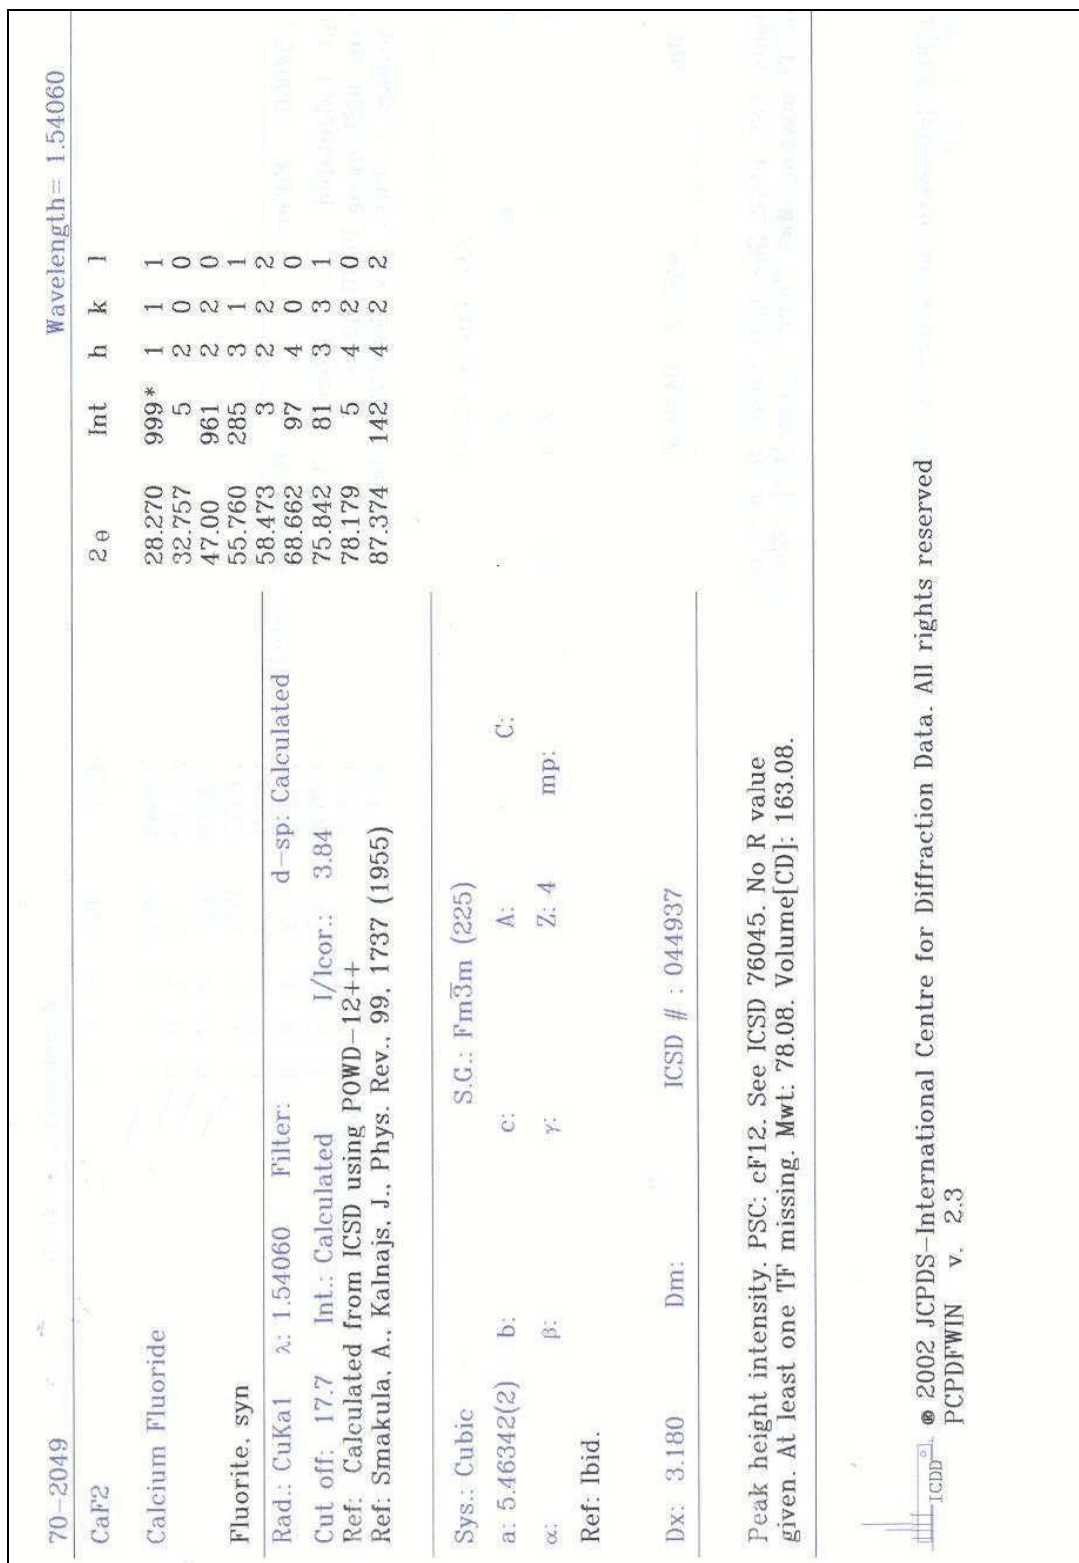 70-2049 Wavelength= 1.54060
CaF2 2θ Int h k l
Calcium Fluoride
Fluorite, syn
28.270 999* 1 1 1
32.757 5 2 0 0
47.00 961 2 2 0
55.760 285 3 1 1
58.473 3 2 2 2
68.662 97 4 0 0
75.842 81 3 3 1
78.179 5 4 2 0
87.374 142 4 2 2
Rad.: CuKa1 λ: 1.54060 Filter: d-sp: Calculated
Cut off: 17.7 Int.: Calculated I/Icor.: 3.84
Ref: Calculated from ICSD using POWD-12++
Ref: Smakula, A., Kalnajs, J., Phys. Rev., 99, 1737 (1955)
Sys.: Cubic S.G.: Fm3̅m (225)
a: 5.46342(2) b: c: A: C:
α: β: γ: Z: 4 mp:
Ref: Ibid.
Dx: 3.180 Dm: ICSD # : 044937
Peak height intensity. PSC: cF12. See ICSD 76045. No R value
given. At least one TF missing. Mwt: 78.08. Volume[CD]: 163.08.
ICDD ® 2002 JCPDS-International Centre for Diffraction Data. All rights reserved
PCPDFWIN v. 2.3